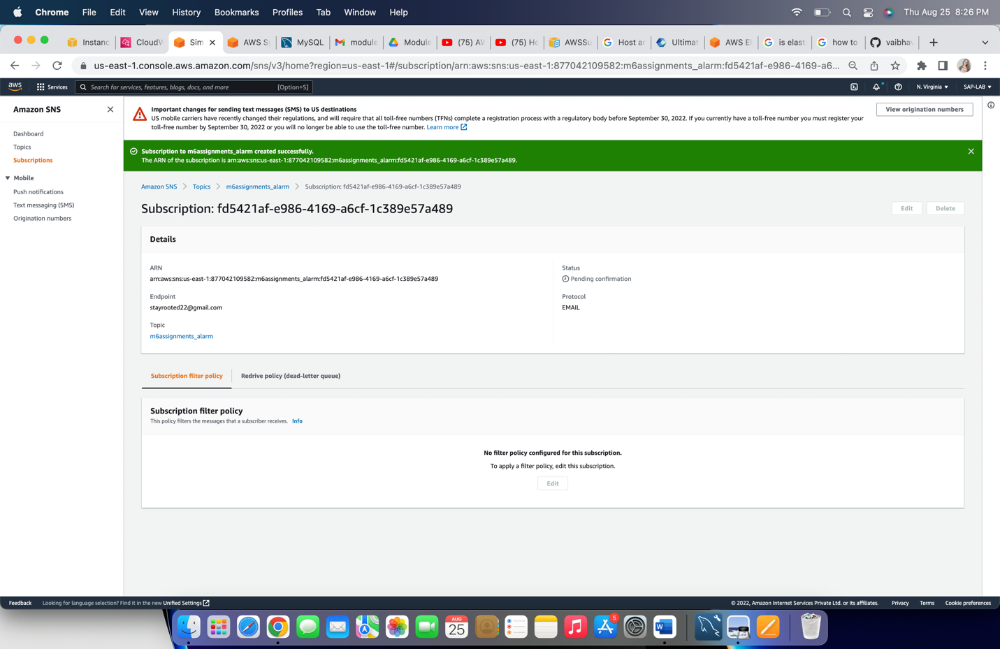 Chrome File Edit View History Bookmarks Profiles Tab Window Help Thu Aug 25 8:26 PM
Instanc CloudW Sim AWS Sy MySQL module Module (75) AW (75) Ho AWSSu Host an Ultimat AWS El is elast how to vaibhav
us-east-1.console.aws.amazon.com/sns/v3/home?region=us-east-1#/subscription/arn:aws:sns:us-east-1:877042109582:m6assignments_alarm:fd5421af-e986-4169-a6...
aws Services Search for services, features, blogs, docs, and more [Option+S] N. Virginia SAP-LAB
Amazon SNS
Dashboard
Topics
Subscriptions
Mobile
Push notifications
Text messaging (SMS)
Origination numbers
Important changes for sending text messages (SMS) to US destinations
US mobile carriers have recently changed their regulations, and will require that all toll-free numbers (TFNs) complete a registration process with a regulatory body before September 30, 2022. If you currently have a toll-free number you must register your
toll-free number by September 30, 2022 or you will no longer be able to use the toll-free number. Learn more
View origination numbers
Subscription to m6assignments_alarm created successfully.
The ARN of the subscription is arn:aws:sns:us-east-1:877042109582:m6assignments_alarm:fd5421af-e986-4169-a6cf-1c389e57a489.
Amazon SNS Topics m6assignments_alarm Subscription: fd5421af-e986-4169-a6cf-1c389e57a489
Subscription: fd5421af-e986-4169-a6cf-1c389e57a489
Edit Delete
Details
ARN
arn:aws:sns:us-east-1:877042109582:m6assignments_alarm:fd5421af-e986-4169-a6cf-1c389e57a489
Endpoint
stayrooted22@gmail.com
Topic
m6assignments_alarm
Status
Pending confirmation
Protocol
EMAIL
Subscription filter policy Redrive policy (dead-letter queue)
Subscription filter policy
This policy filters the messages that a subscriber receives. Info
No filter policy configured for this subscription.
To apply a filter policy, edit this subscription.
Edit
Feedback Looking for language selection? Find it in the new Unified Settings © 2022, Amazon Internet Services Private Ltd. or its affiliates. Privacy Terms Cookie preferences
AUG
25
5
W